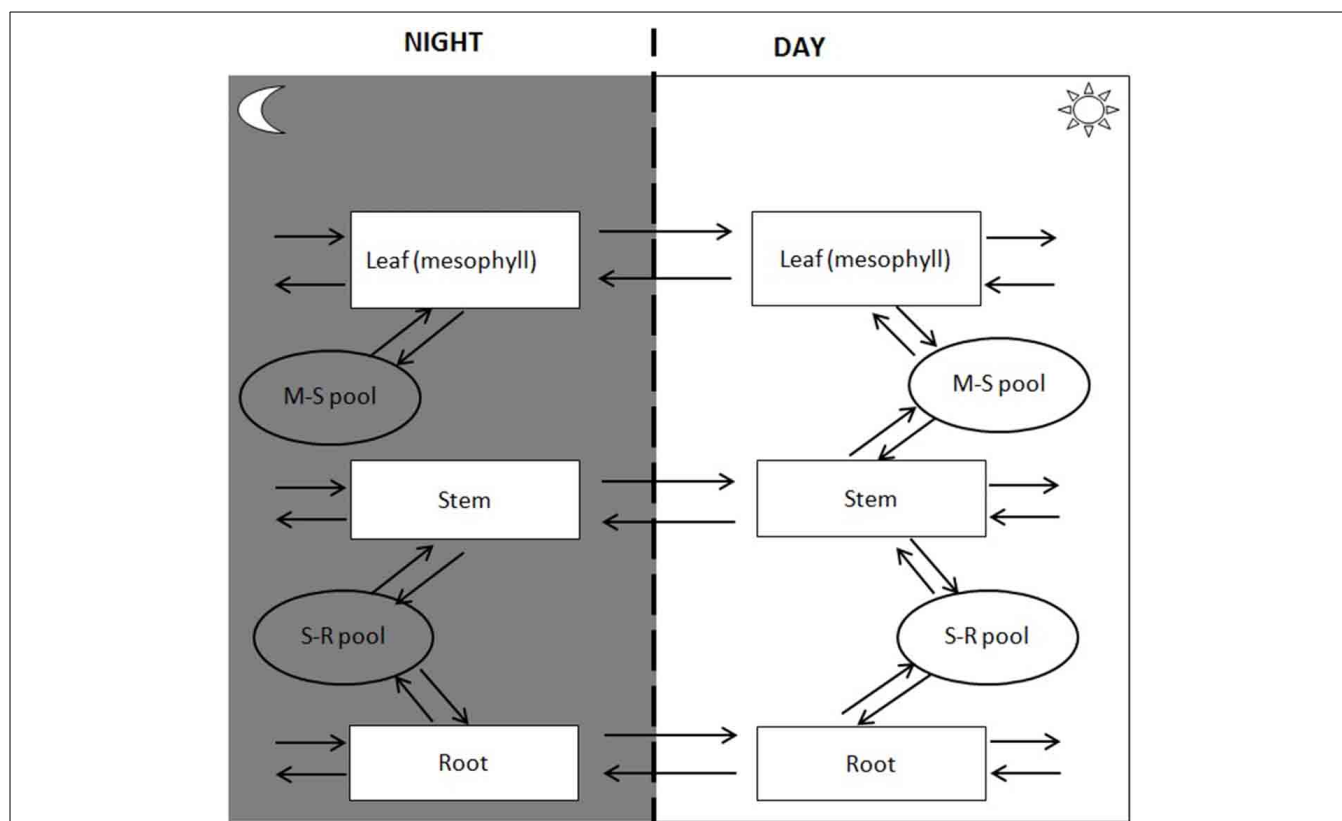 NIGHT
DAY
Leaf (mesophyll)
Leaf (mesophyll)
M-S pool
M-S pool
Stem
Stem
S-R pool
S-R pool
Root
Root